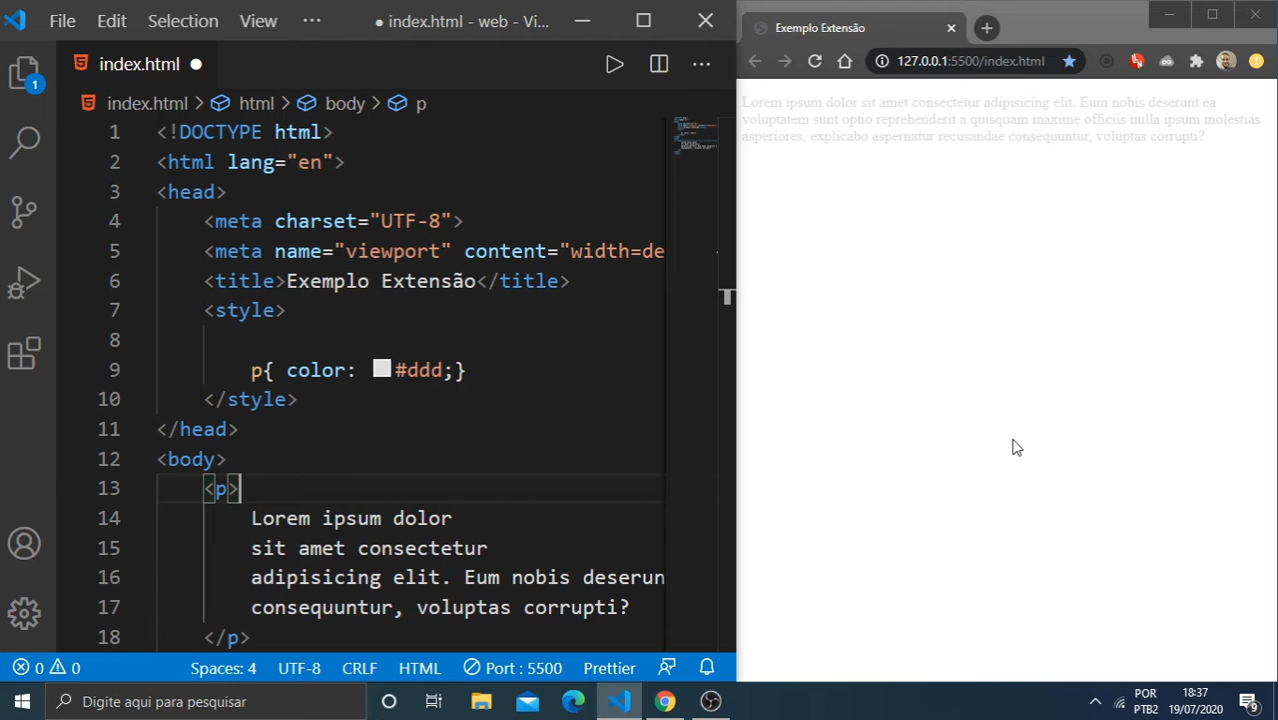 File Edit Selection View ··· ● index.html - web - Vi...
index.html ●
1
index.html > html > body > p
1 <!DOCTYPE html>
2 <html lang="en">
3 <head>
4 <meta charset="UTF-8">
5 <meta name="viewport" content="width=de
6 <title>Exemplo Extensão</title>
7 <style>
8
9 p{ color: #ddd;}
10 </style>
11 </head>
12 <body>
13 <p>
14 Lorem ipsum dolor
15 sit amet consectetur
16 adipisicing elit. Eum nobis deserun
17 consequuntur, voluptas corrupti?
18 </p>
0 0 Spaces: 4 UTF-8 CRLF HTML Port : 5500 Prettier
Exemplo Extensão
127.0.0.1:5500/index.html
Lorem ipsum dolor sit amet consectetur adipisicing elit. Eum nobis deserunt ea
voluptatem sunt optio reprehenderit a quisquam maxime officiis nulla ipsum molestias
asperiores, explicabo aspernatur recusandae consequuntur, voluptas corrupti?
Digite aqui para pesquisar
POR 18:37
PTB2 19/07/2020 9